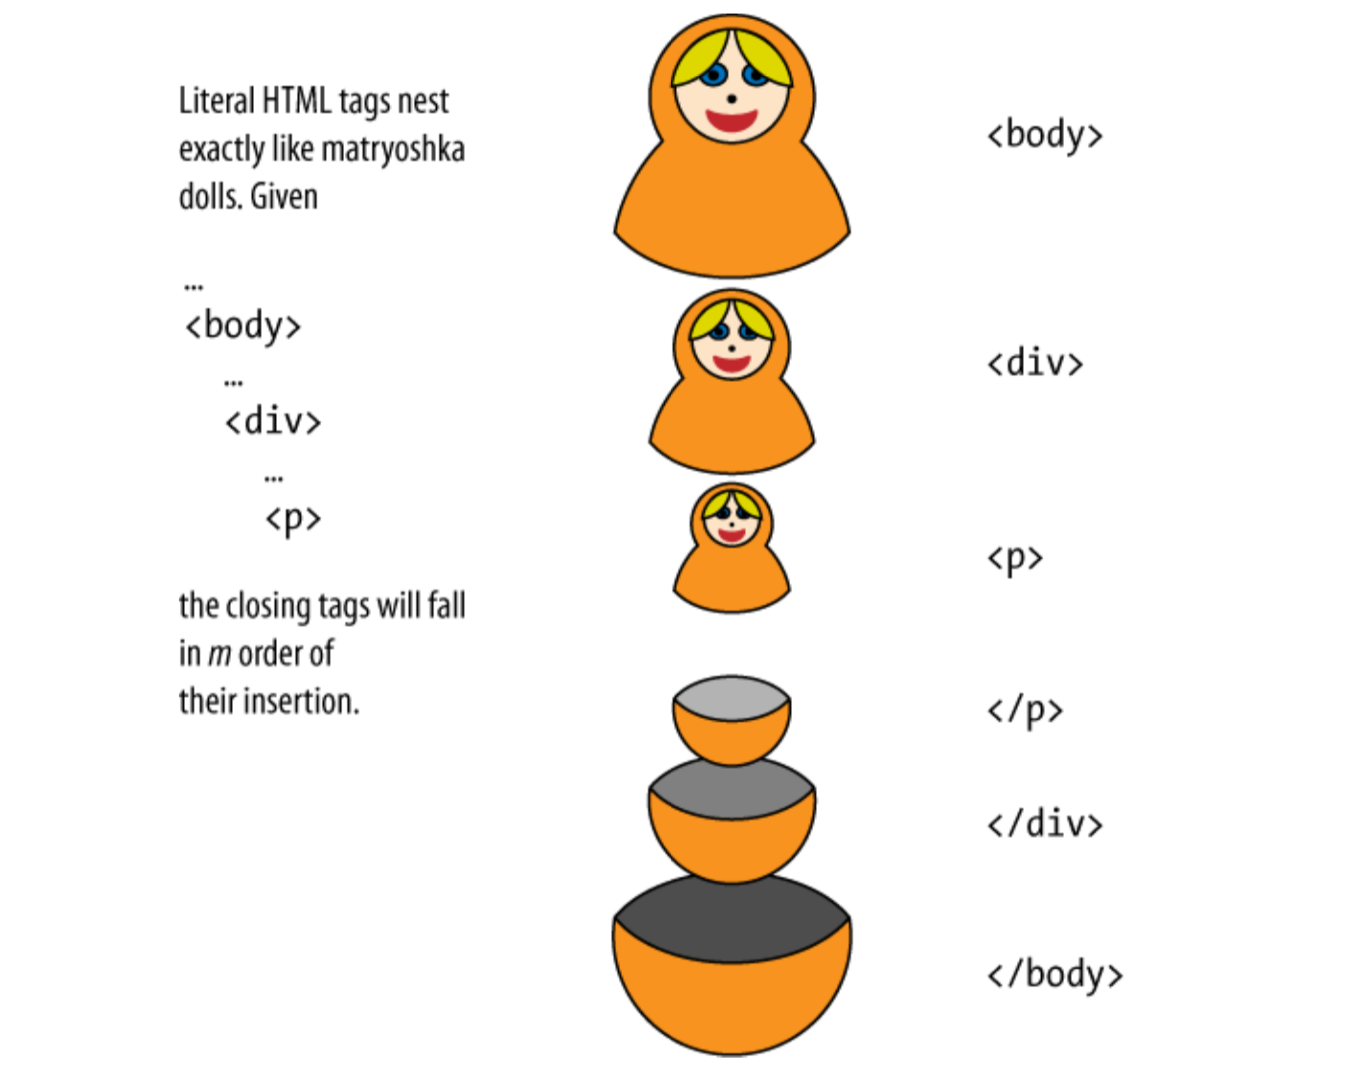 Literal HTML tags nest
exactly like matryoshka
dolls. Given
…
<body>
…
<div>
…
<p>
the closing tags will fall
in m order of
their insertion.
<body>
<div>
<p>
</p>
</div>
</body>